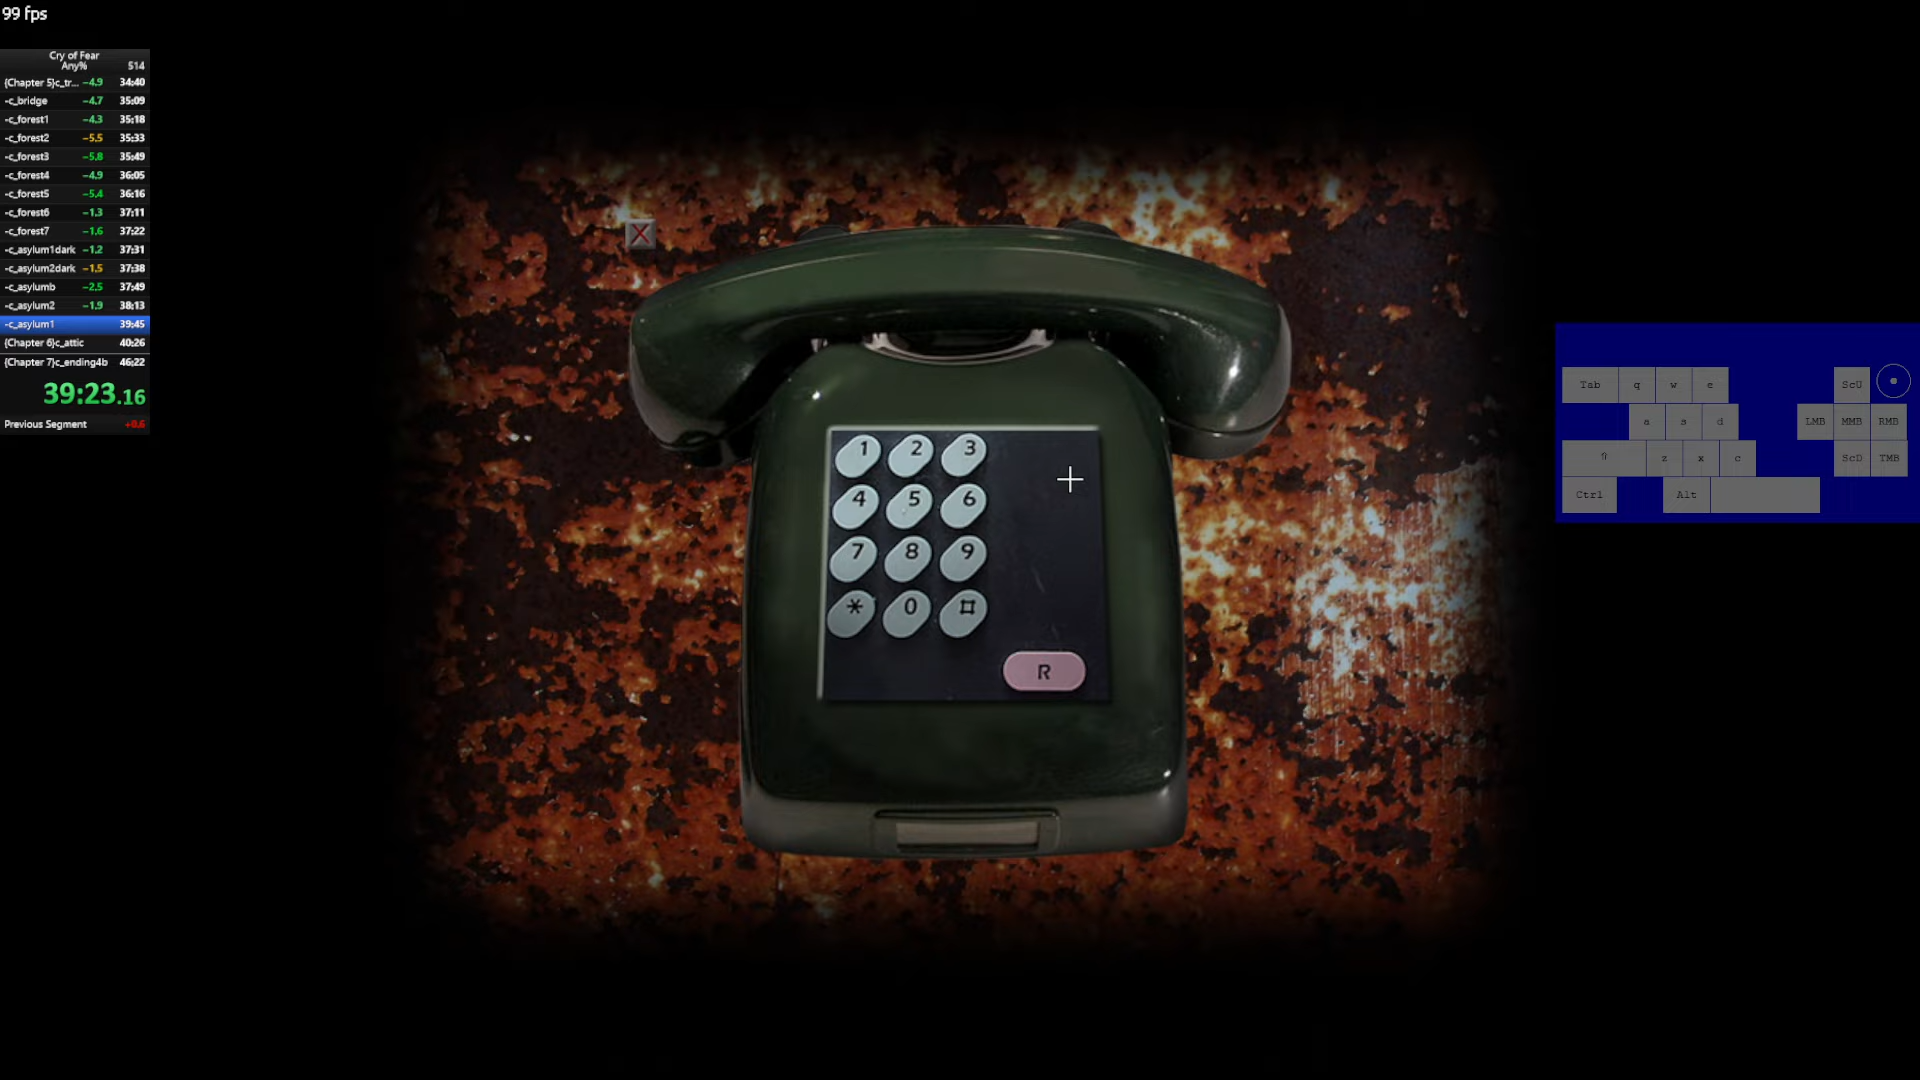 99 fps
Cry of Fear
Any% 514
{Chapter 5}c_tr... −4.9 34:40
-c_bridge −4.7 35:09
-c_forest1 −4.3 35:18
-c_forest2 −5.5 35:33
-c_forest3 −5.8 35:49
-c_forest4 −4.9 36:05
-c_forest5 −5.4 36:16
-c_forest6 −1.3 37:11
-c_forest7 −1.6 37:22
-c_asylum1dark −1.2 37:31
-c_asylum2dark −1.5 37:38
-c_asylumb −2.5 37:49
-c_asylum2 −1.9 38:13
-c_asylum1 39:45
{Chapter 6}c_attic 40:26
{Chapter 7}c_ending4b 46:22
39:23.16
Previous Segment +0.6
1 2 3
4 5 6
7 8 9
* 0 #
R
Tab q w e ScU
a s d LMB MMB RMB
⇧ z x c ScD TMB
Ctrl Alt